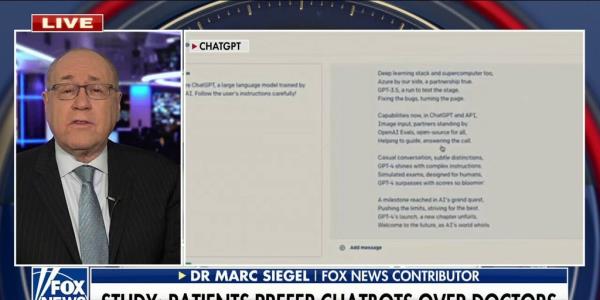 LIVE
CHATGPT
re ChatGPT, a large language model trained by
AI. Follow the user's instructions carefully!
Deep learning stack and supercomputer too,
Azure by our side, a partnership true.
GPT-3.5, a run to test the stage.
Fixing the bugs, turning the page.
Capabilities now, in ChatGPT and API,
Image input, partners standing by
OpenAI Evals, open-source for all,
Helping to guide, answering the call.
Casual conversation, subtle distinctions,
GPT-4 shines with complex instructions.
Simulated exams, designed for humans,
GPT-4 surpasses with scores so bloomin'
A milestone reached in AI's grand quest,
Pushing the limits, striving for the best.
GPT-4's launch, a new chapter unfurls,
Welcome to the future, as AI's world whirls
Add message
FOX
NEWS
DR MARC SIEGEL | FOX NEWS CONTRIBUTOR
STUDY: PATIENTS PREFER CHATBOTS OVER DOCTORS